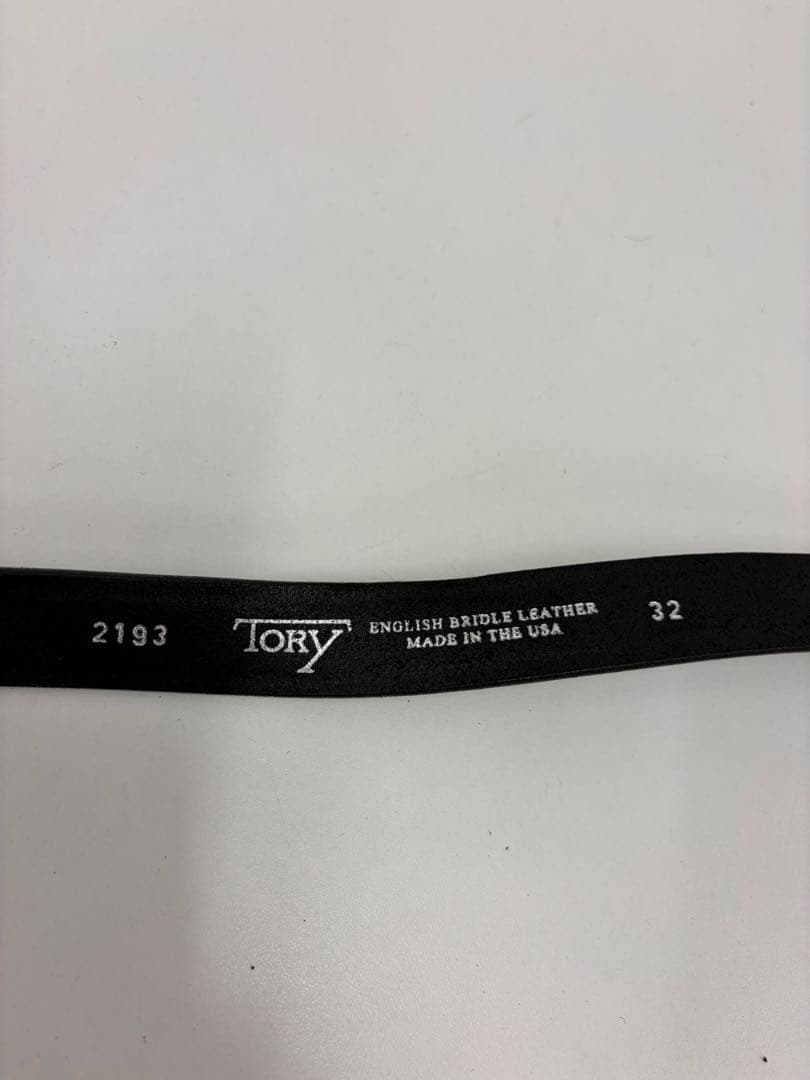 2193
TORY
ENGLISH BRIDLE LEATHER
MADE IN THE USA
32